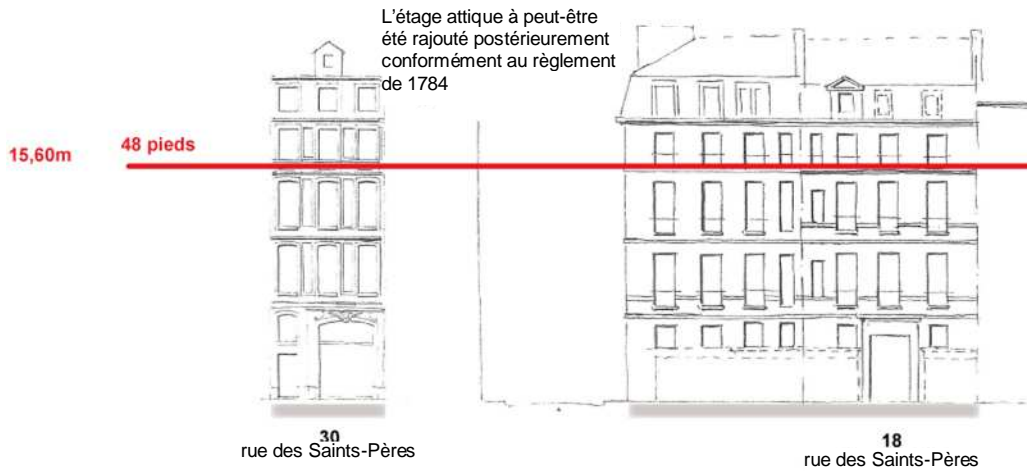 L'étage attique à peut-être
été rajouté postérieurement
conformément au règlement
de 1784
15,60m
48 pieds
30
rue des Saints-Pères
18
rue des Saints-Pères